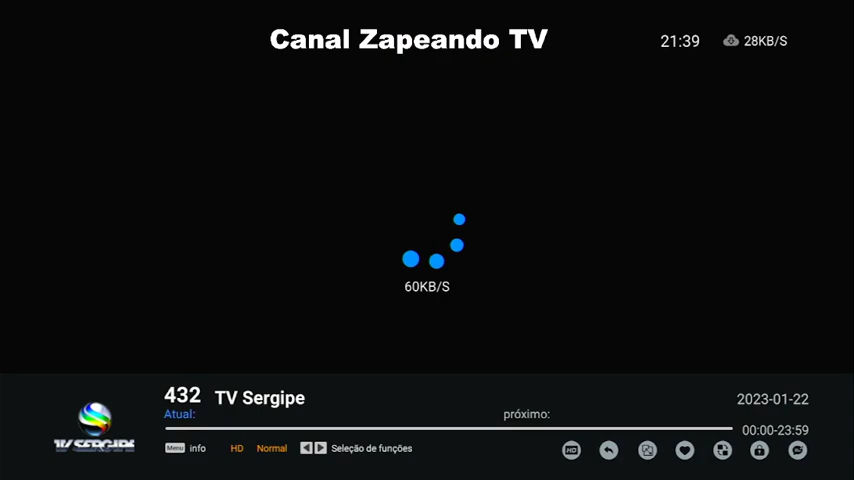 Canal Zapeando TV
21:39
28KB/S
60KB/S
432 TV Sergipe
2023-01-22
Atual:
próximo:
00:00-23:59
TV SERGIPE
Menu info HD Normal Seleção de funções
HD